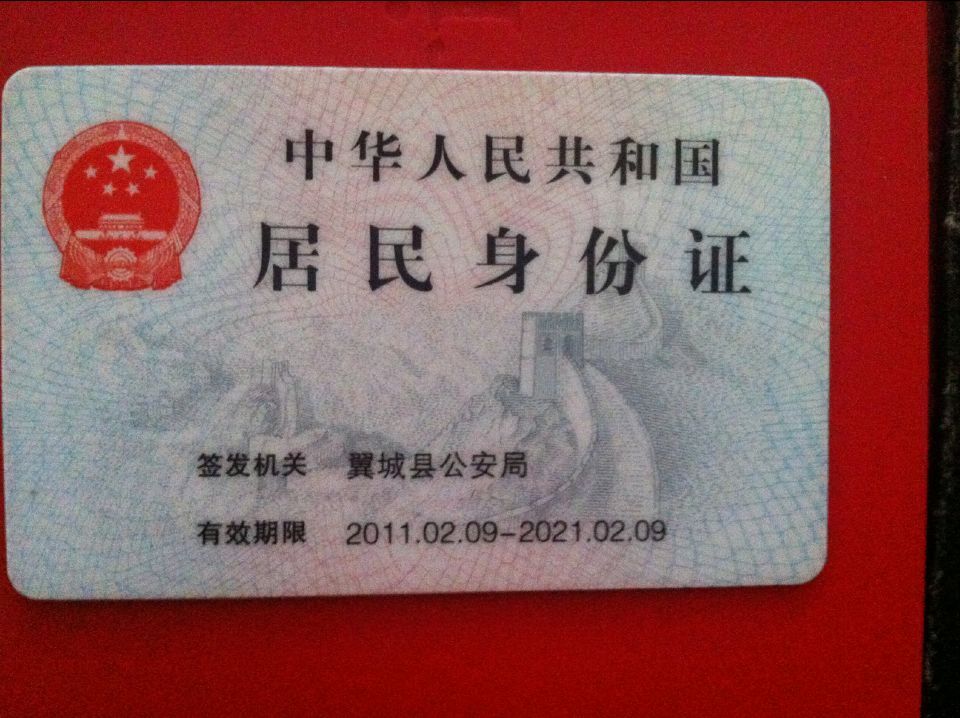 中华人民共和国
居民身份证
签发机关 翼城县公安局
有效期限 2011.02.09-2021.02.09